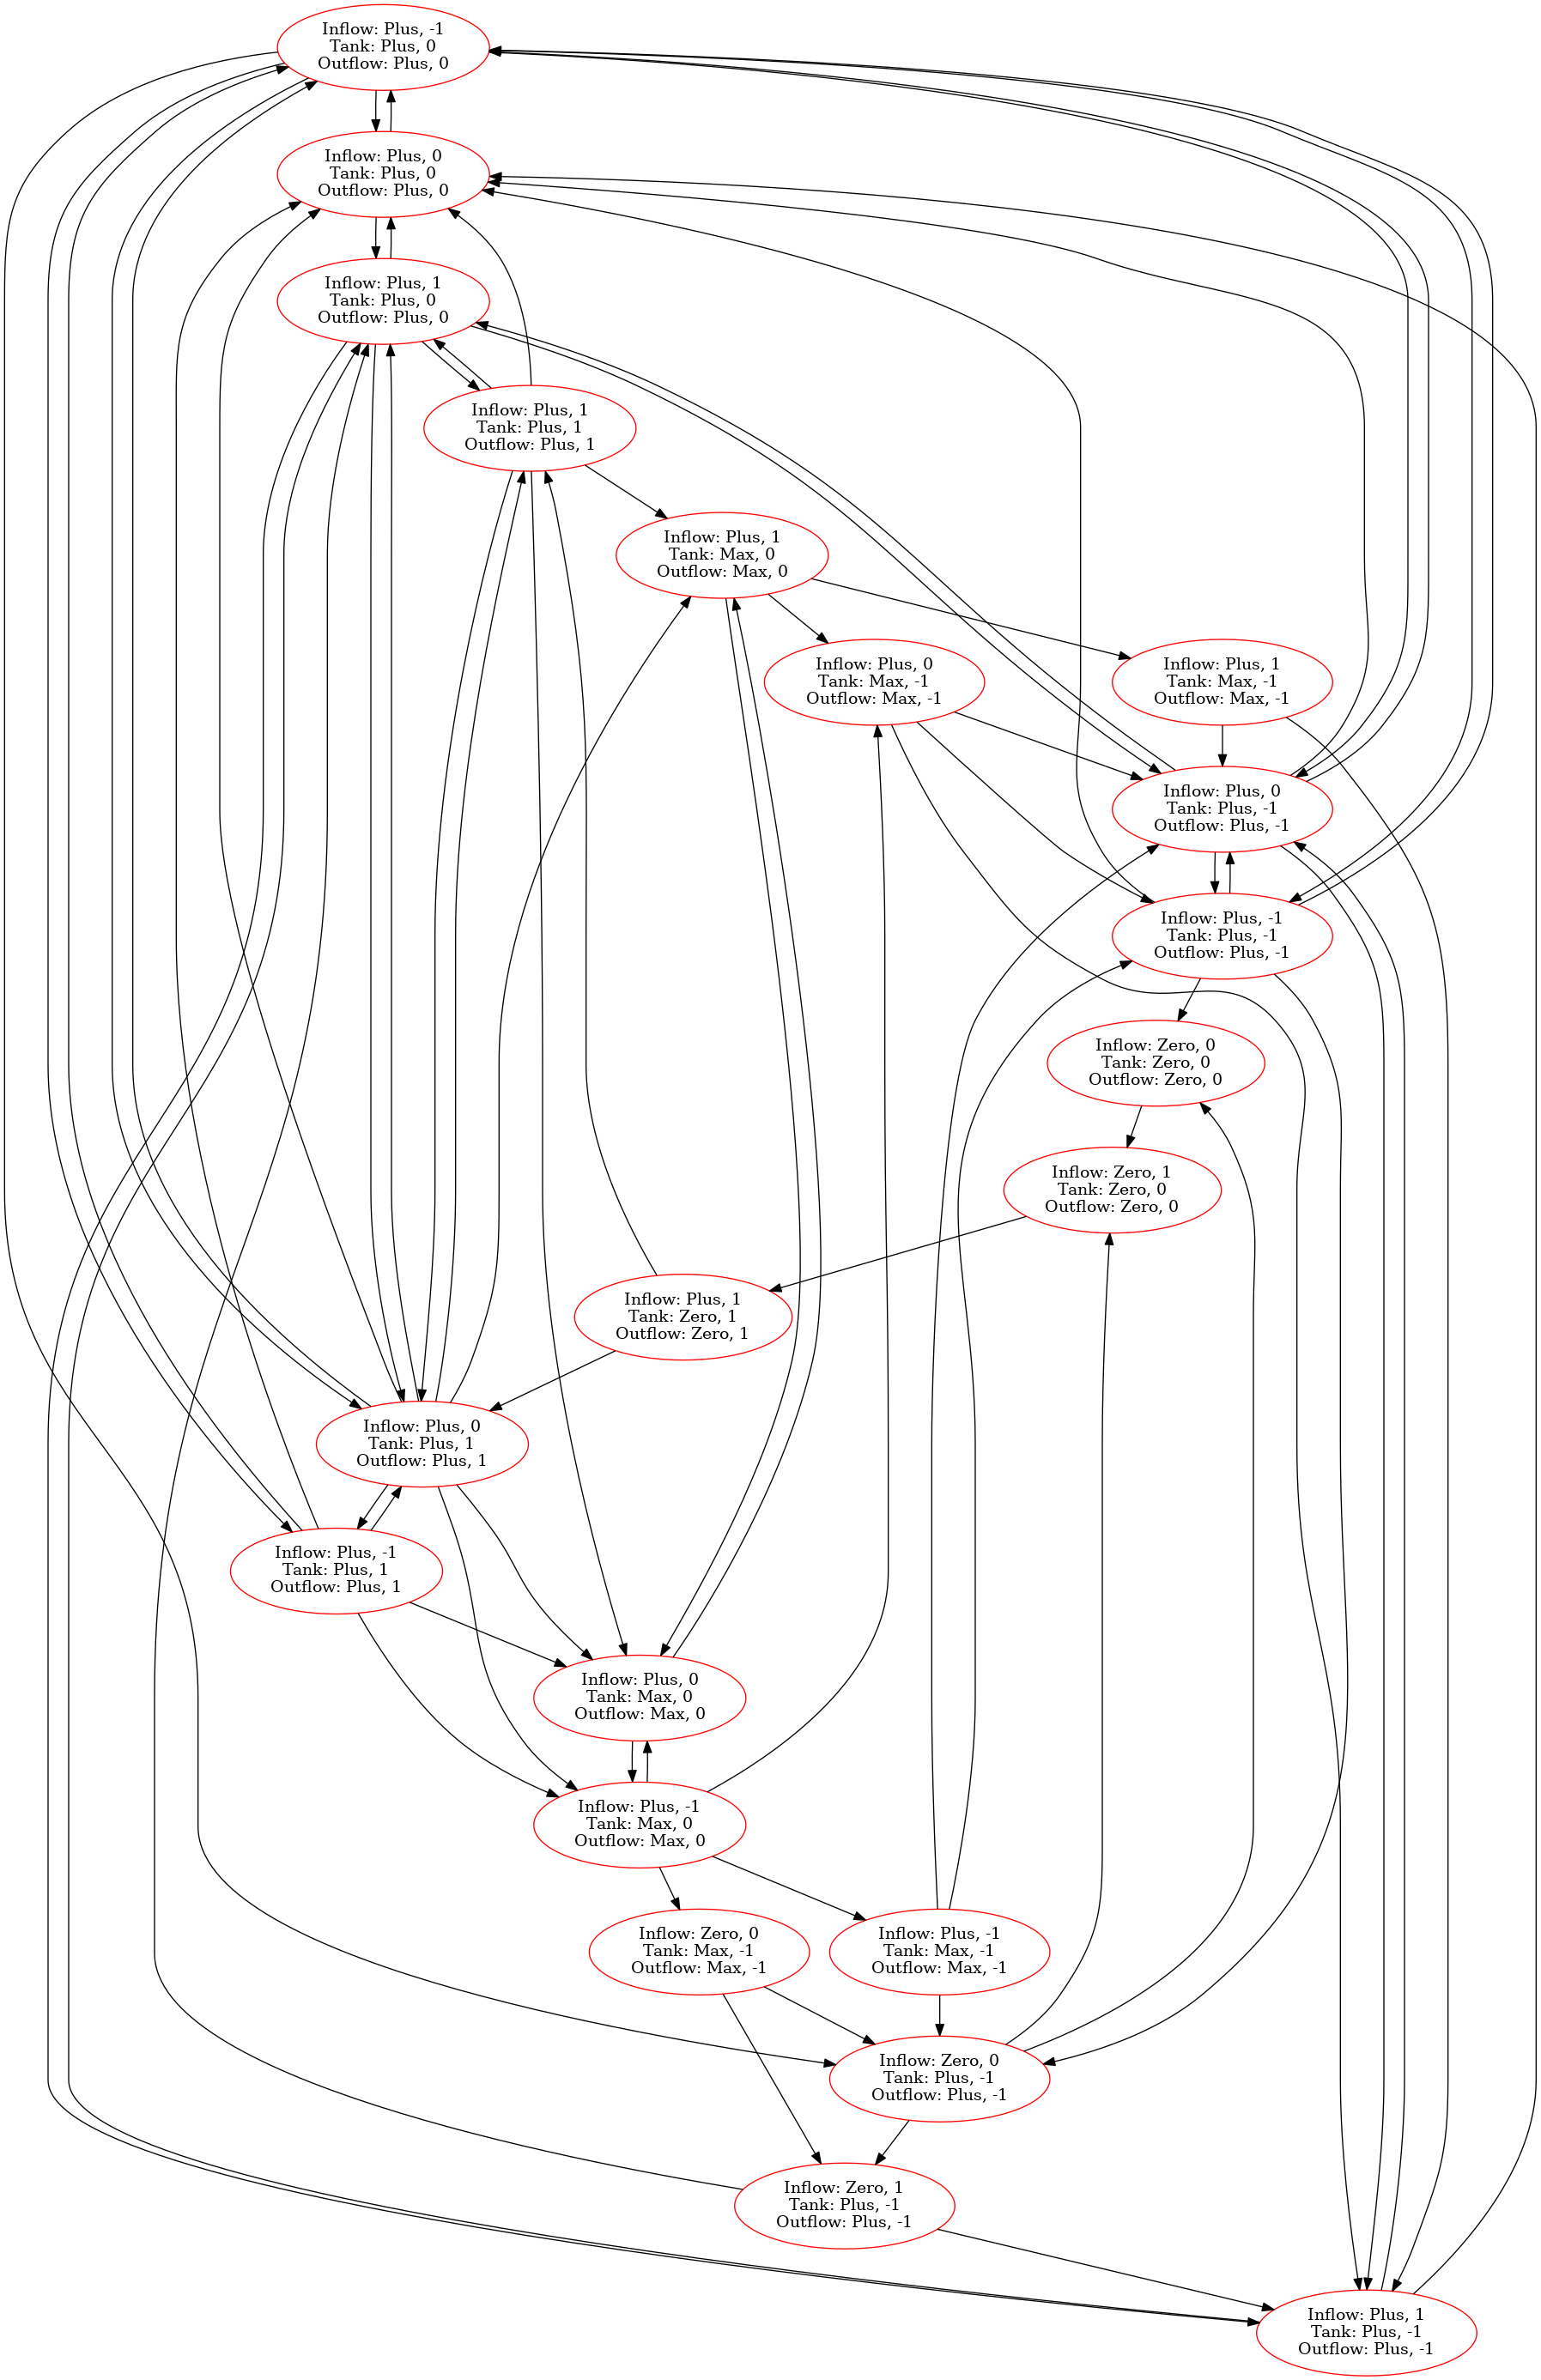 Inflow: Plus, -1
Tank: Plus, 0
Outflow: Plus, 0
Inflow: Plus, 0
Tank: Plus, 0
Outflow: Plus, 0
Inflow: Plus, 1
Tank: Plus, 0
Outflow: Plus, 0
Inflow: Plus, 1
Tank: Plus, 1
Outflow: Plus, 1
Inflow: Plus, 1
Tank: Max, 0
Outflow: Max, 0
Inflow: Plus, 0
Tank: Max, -1
Outflow: Max, -1
Inflow: Plus, 1
Tank: Max, -1
Outflow: Max, -1
Inflow: Plus, 0
Tank: Plus, -1
Outflow: Plus, -1
Inflow: Plus, -1
Tank: Plus, -1
Outflow: Plus, -1
Inflow: Zero, 0
Tank: Zero, 0
Outflow: Zero, 0
Inflow: Zero, 1
Tank: Zero, 0
Outflow: Zero, 0
Inflow: Plus, 1
Tank: Zero, 1
Outflow: Zero, 1
Inflow: Plus, 0
Tank: Plus, 1
Outflow: Plus, 1
Inflow: Plus, -1
Tank: Plus, 1
Outflow: Plus, 1
Inflow: Plus, 0
Tank: Max, 0
Outflow: Max, 0
Inflow: Plus, -1
Tank: Max, 0
Outflow: Max, 0
Inflow: Zero, 0
Tank: Max, -1
Outflow: Max, -1
Inflow: Plus, -1
Tank: Max, -1
Outflow: Max, -1
Inflow: Zero, 0
Tank: Plus, -1
Outflow: Plus, -1
Inflow: Zero, 1
Tank: Plus, -1
Outflow: Plus, -1
Inflow: Plus, 1
Tank: Plus, -1
Outflow: Plus, -1